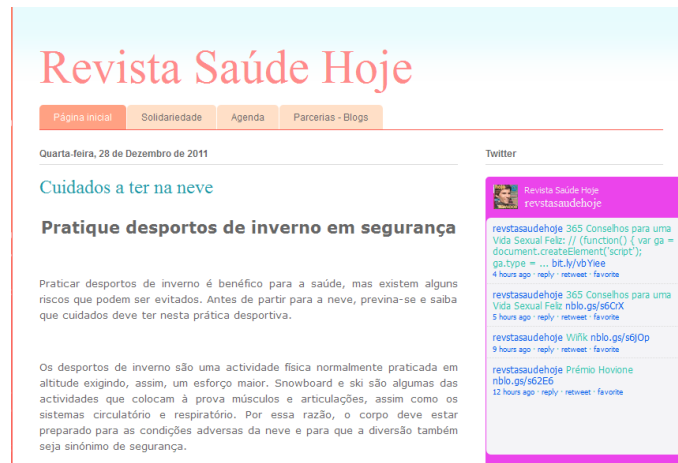 Revista Saúde Hoje
Página inicial
Solidariedade
Agenda
Parcerias - Blogs
Quarta-feira, 28 de Dezembro de 2011
Cuidados a ter na neve
Pratique desportos de inverno em segurança
Praticar desportos de inverno é benéfico para a saúde, mas existem alguns
riscos que podem ser evitados. Antes de partir para a neve, previna-se e saiba
que cuidados deve ter nesta prática desportiva.
Os desportos de inverno são uma actividade física normalmente praticada em
altitude exigindo, assim, um esforço maior. Snowboard e ski são algumas das
actividades que colocam à prova músculos e articulações, assim como os
sistemas circulatório e respiratório. Por essa razão, o corpo deve estar
preparado para as condições adversas da neve e para que a diversão também
seja sinónimo de segurança.
Twitter
Revista Saúde Hoje
revstasaudehoje
revstasaudehoje 365 Conselhos para uma
Vida Sexual Feliz: // (function() { var ga =
document.createElement('script');
ga.type = ... bit.ly/vbYiee
4 hours ago · reply · retweet · favorite
revstasaudehoje 365 Conselhos para uma
Vida Sexual Feliz nblo.gs/s6CrX
5 hours ago · reply · retweet · favorite
revstasaudehoje Wiñk nblo.gs/s6JOp
9 hours ago · reply · retweet · favorite
revstasaudehoje Prémio Hovione
nblo.gs/s62E6
12 hours ago · reply · retweet · favorite